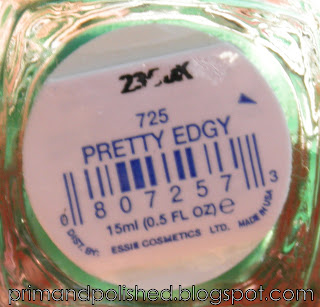 725
PRETTY EDGY
0 807257 3
15ml (0.5 FL OZ) e
DIST. BY: ESSIE COSMETICS LTD. MADE IN USA
primandpolished.blogspot.com